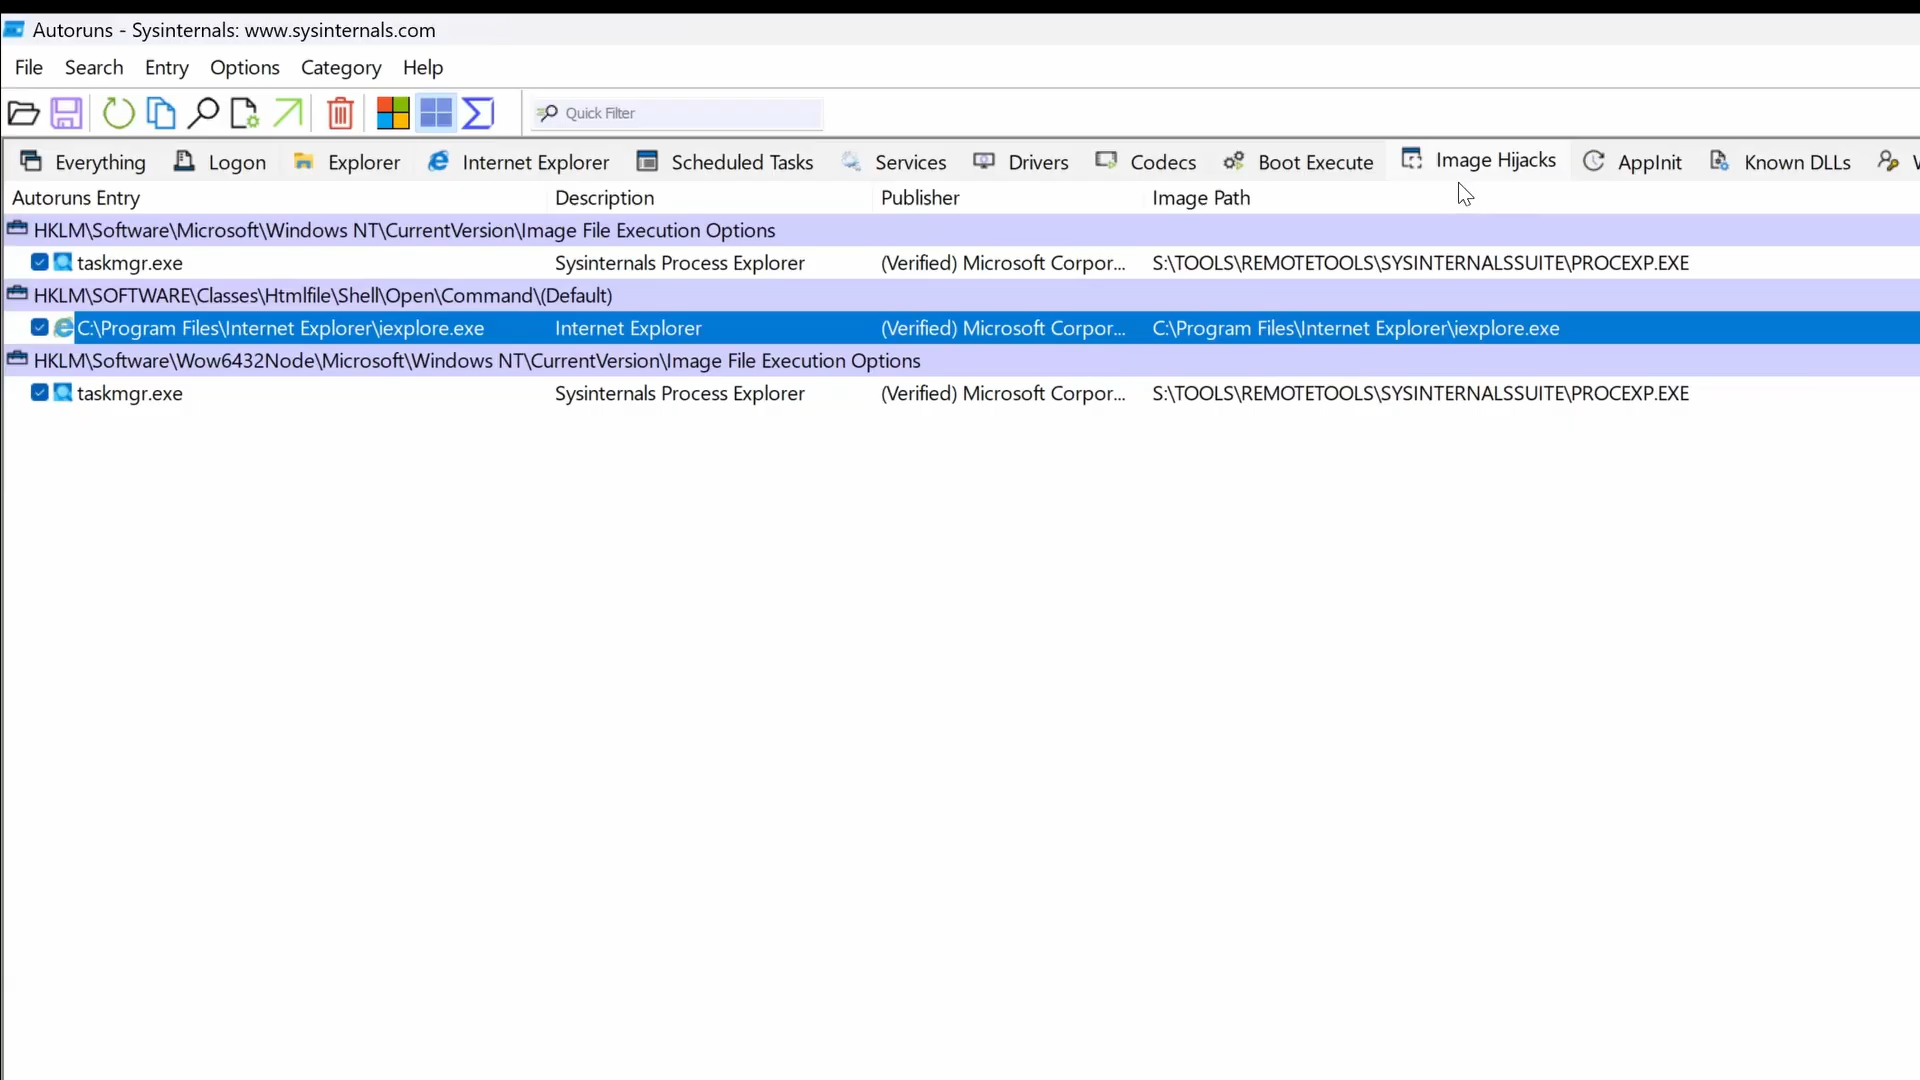 Autoruns - Sysinternals: www.sysinternals.com
File Search Entry Options Category Help
Quick Filter
Everything Logon Explorer Internet Explorer Scheduled Tasks Services Drivers Codecs Boot Execute Image Hijacks AppInit Known DLLs
Autoruns Entry Description Publisher Image Path
HKLM\Software\Microsoft\Windows NT\CurrentVersion\Image File Execution Options
taskmgr.exe Sysinternals Process Explorer (Verified) Microsoft Corpor... S:\TOOLS\REMOTETOOLS\SYSINTERNALSSUITE\PROCEXP.EXE
HKLM\SOFTWARE\Classes\Htmlfile\Shell\Open\Command\(Default)
C:\Program Files\Internet Explorer\iexplore.exe Internet Explorer (Verified) Microsoft Corpor... C:\Program Files\Internet Explorer\iexplore.exe
HKLM\Software\Wow6432Node\Microsoft\Windows NT\CurrentVersion\Image File Execution Options
taskmgr.exe Sysinternals Process Explorer (Verified) Microsoft Corpor... S:\TOOLS\REMOTETOOLS\SYSINTERNALSSUITE\PROCEXP.EXE